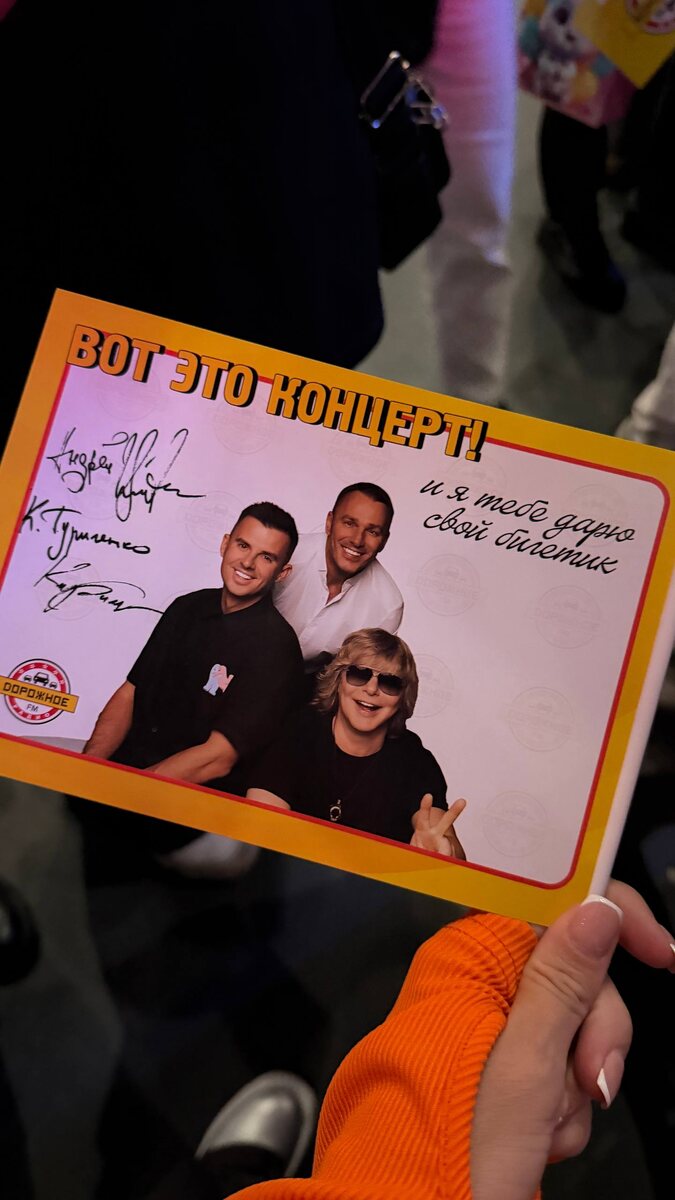 ВОТ ЭТО КОНЦЕРТ!
и я тебе дарю
свой билетик
Андрей
К. Гуриленко
ДОРОЖНОЕ
FM